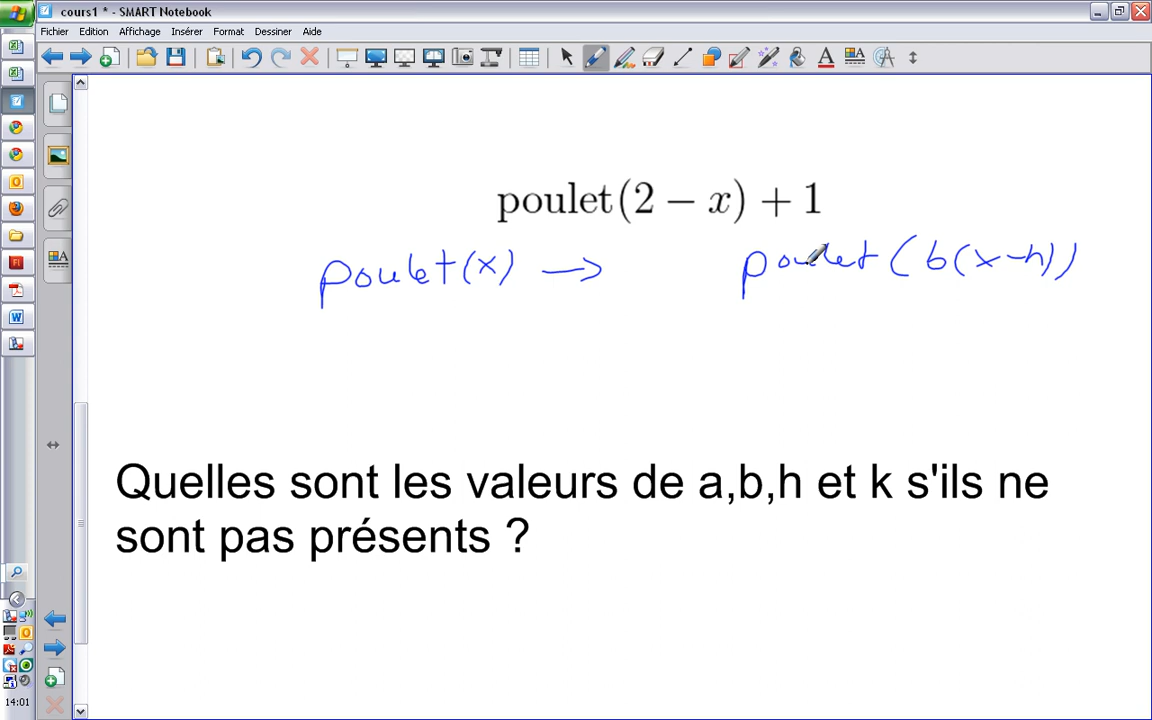 cours1 * - SMART Notebook
Fichier Edition Affichage Insérer Format Dessiner Aide
poulet(2 − x) + 1
poulet(x) → poulet(b(x-h))
Quelles sont les valeurs de a,b,h et k s'ils ne
sont pas présents ?
14:01